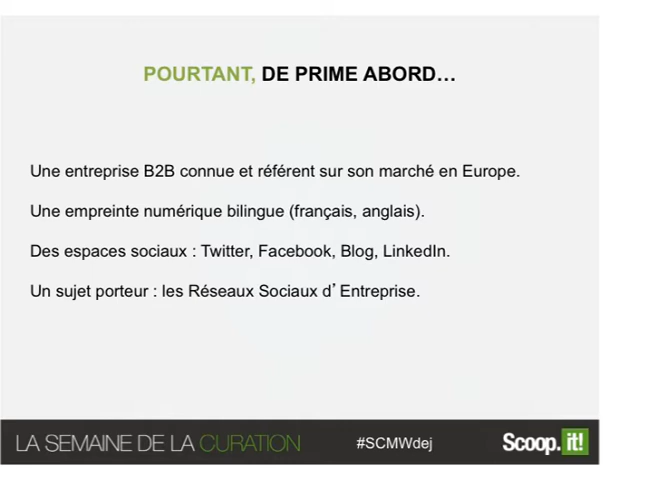 POURTANT, DE PRIME ABORD…
Une entreprise B2B connue et référent sur son marché en Europe.
Une empreinte numérique bilingue (français, anglais).
Des espaces sociaux : Twitter, Facebook, Blog, LinkedIn.
Un sujet porteur : les Réseaux Sociaux d’Entreprise.
LA SEMAINE DE LA CURATION #SCMWdej Scoop.it!